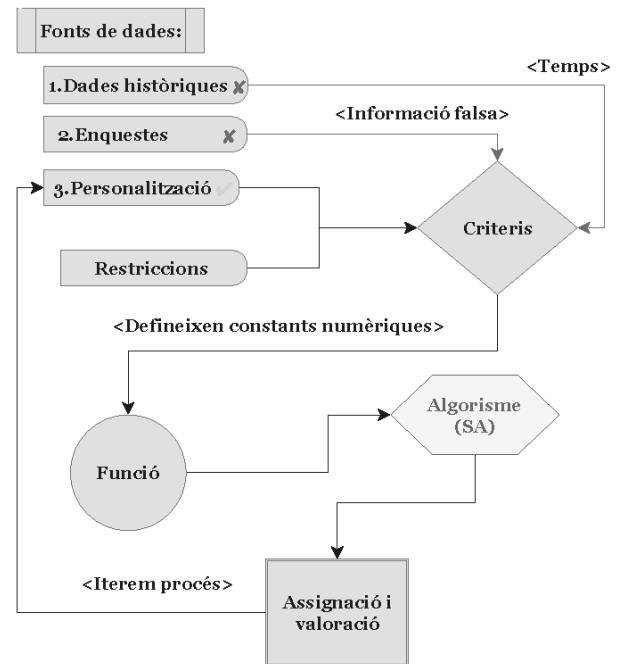 Fonts de dades:
<Temps>
1.Dades històriques ✘
<Informació falsa>
2.Enquestes ✘
3.Personalització ✓
Criteris
Restriccions
<Defineixen constants numèriques>
Algorisme
(SA)
Funció
<Iterem procés>
Assignació i
valoració